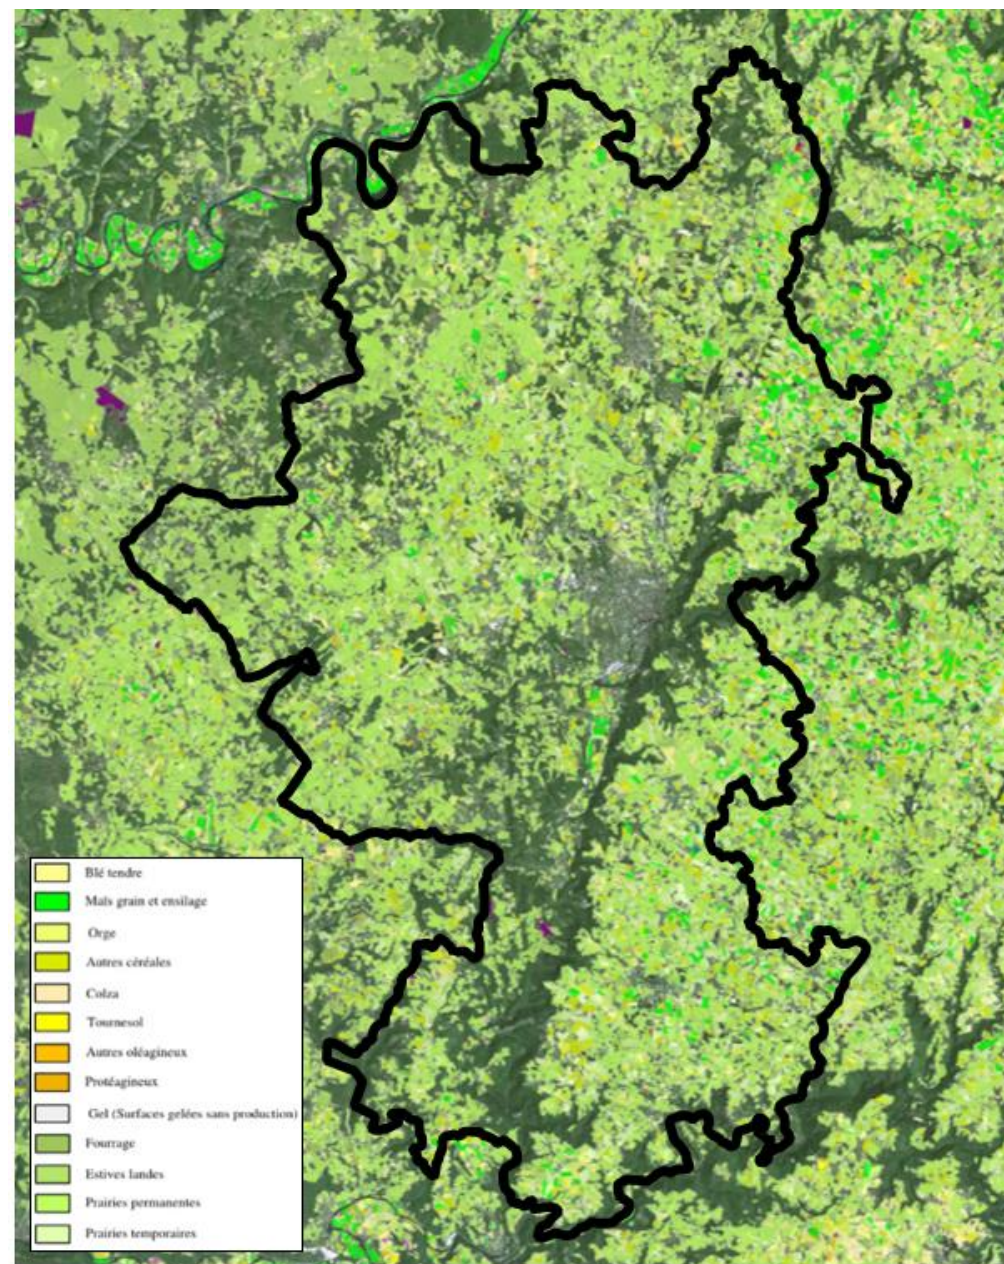 Blé tendre
Maïs grain et ensilage
Orge
Autres céréales
Colza
Tournesol
Autres oléagineux
Protéagineux
Gel (Surfaces gelées sans production)
Fourrage
Estives landes
Prairies permanentes
Prairies temporaires